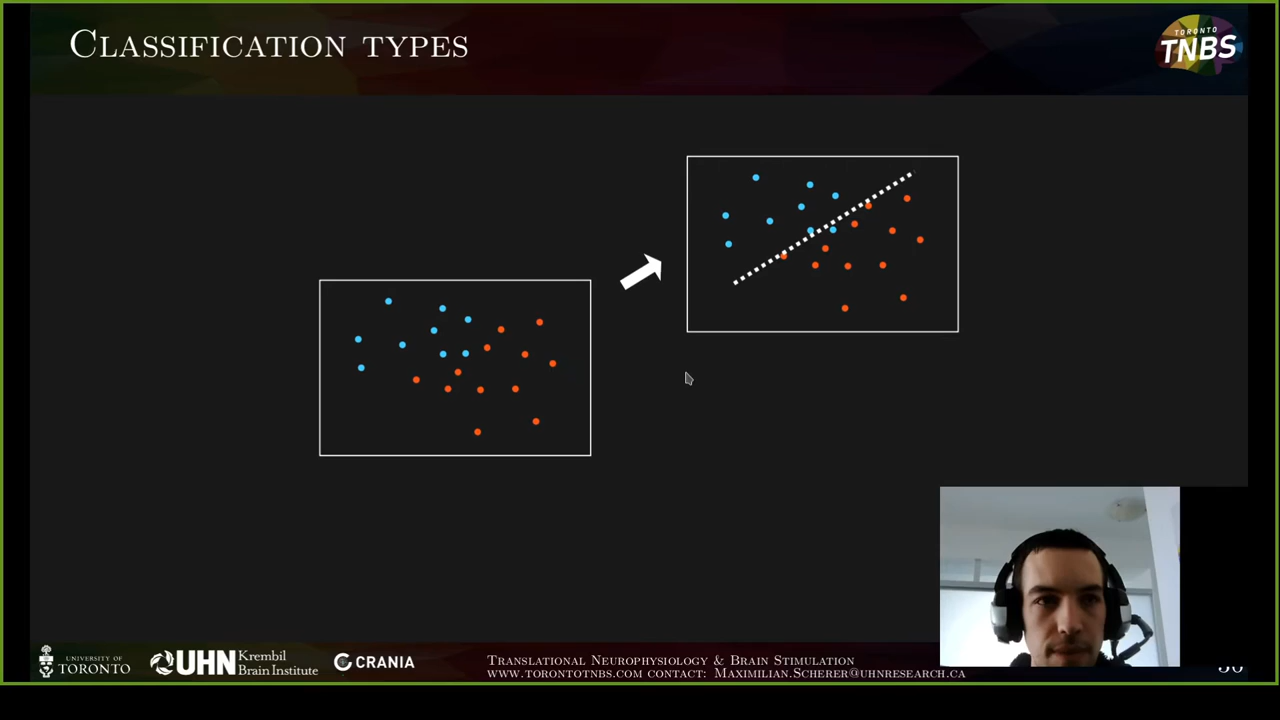 Classification types
TORONTO
TNBS
UNIVERSITY OF
TORONTO
UHN Krembil
Brain Institute
CRANIA
Translational Neurophysiology & Brain Stimulation
www.torontotnbs.com contact: Maximilian.Scherer@uhnresearch.ca